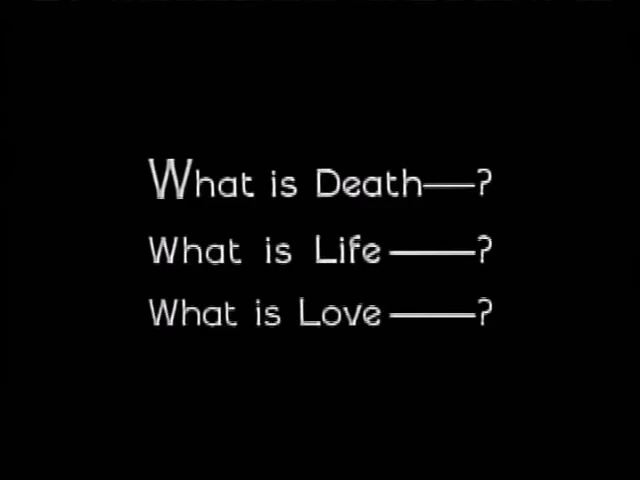 What is Death——?
What is Life———?
What is Love———?